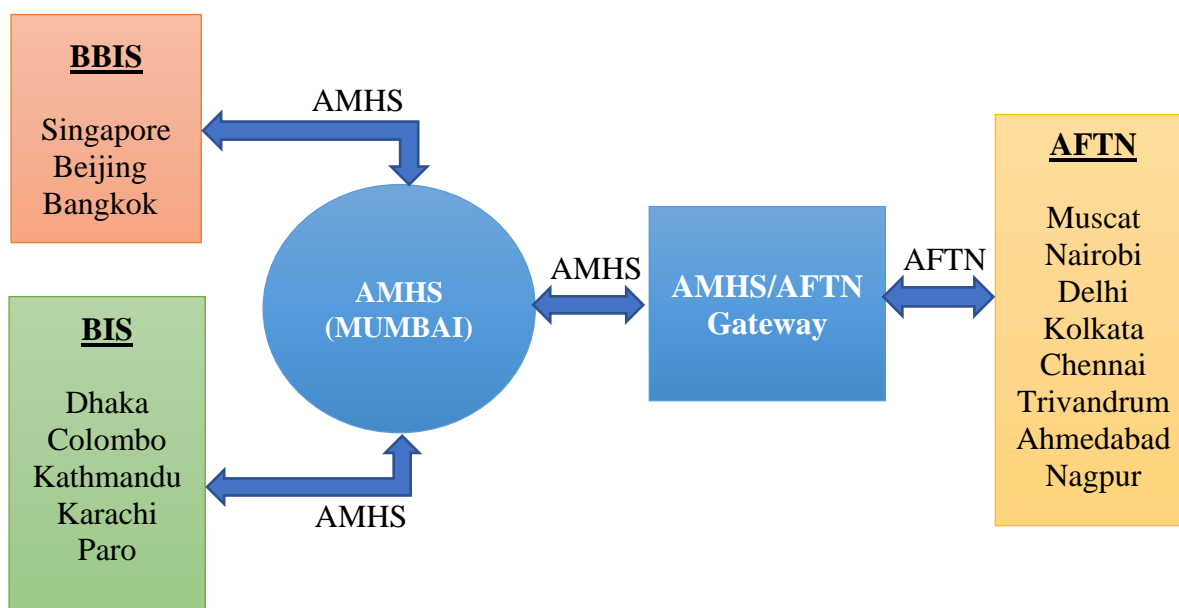 BBIS
Singapore
Beijing
Bangkok
AMHS
BIS
Dhaka
Colombo
Kathmandu
Karachi
Paro
AMHS
AMHS
(MUMBAI)
AMHS
AMHS/AFTN
Gateway
AFTN
AFTN
Muscat
Nairobi
Delhi
Kolkata
Chennai
Trivandrum
Ahmedabad
Nagpur